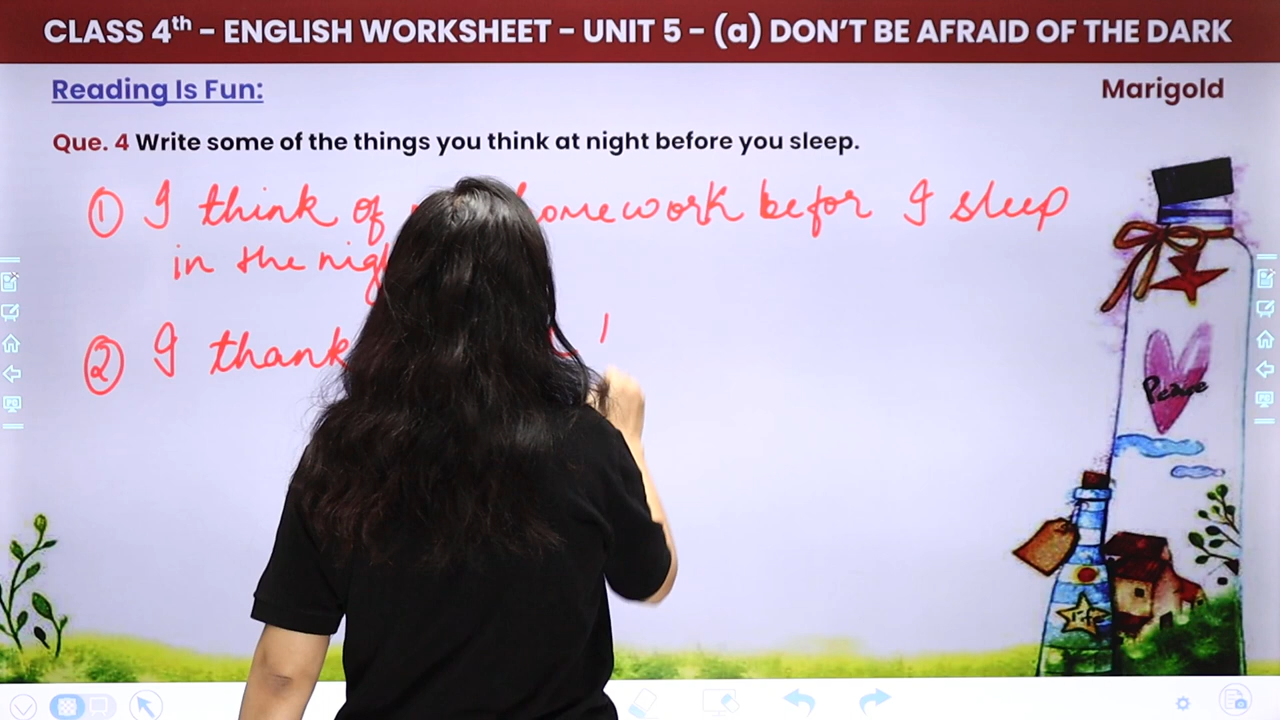 CLASS 4th – ENGLISH WORKSHEET – UNIT 5 – (a) DON'T BE AFRAID OF THE DARK
Reading Is Fun:
Marigold
Que. 4 Write some of the things you think at night before you sleep.
① I think of homework befor I sleep
in the
② I thank
Peace
Life